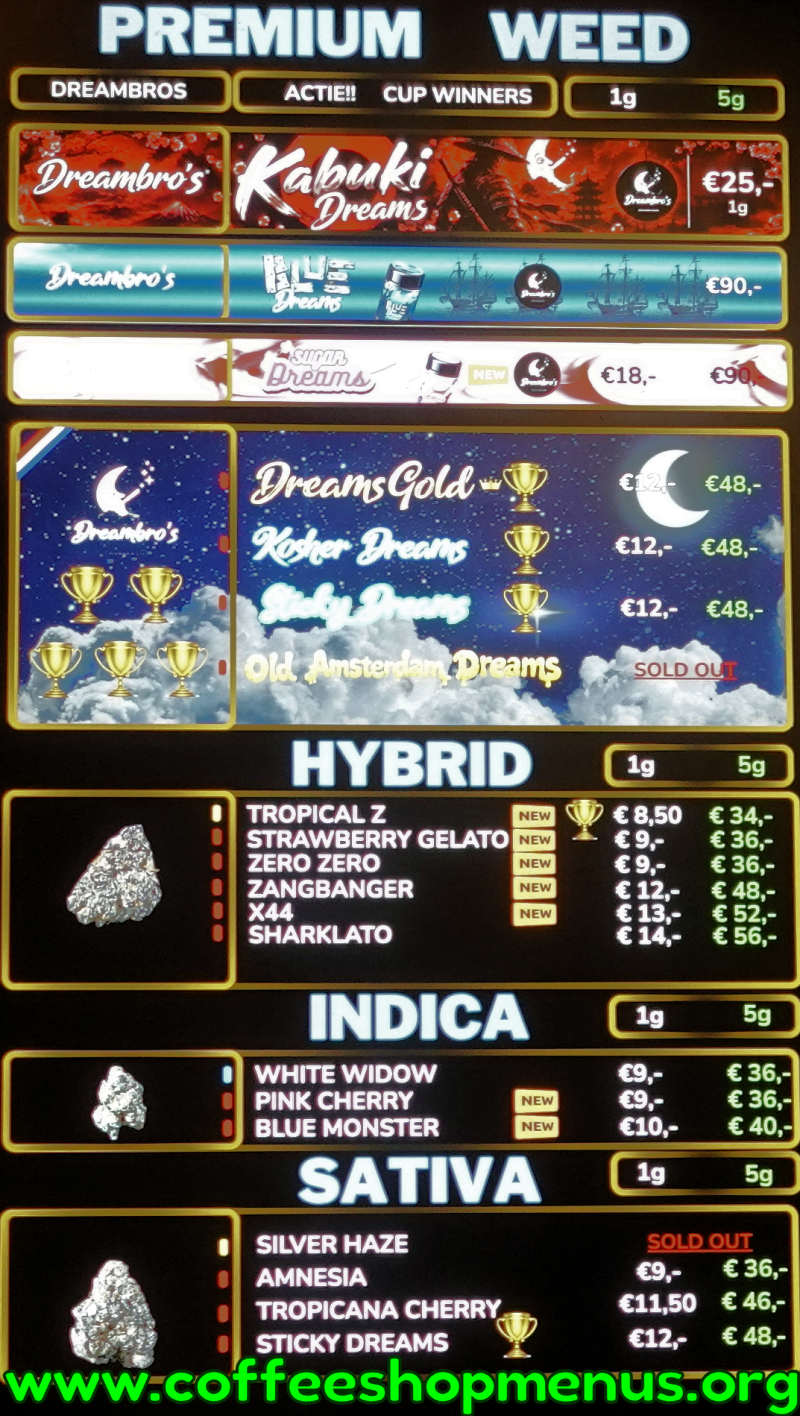 PREMIUM WEED
DREAMBROS ACTIE!! CUP WINNERS 1g 5g
Dreambro's Kabuki Dreams Dreambro's €25,- 1g
Dreambro's BLUE Dreams Dreambro's €90,-
Sugar Dreams NEW Dreambro's €18,- €90,-
Dreambro's
Dreams Gold €12,- €48,-
Kosher Dreams €12,- €48,-
Sticky Dreams €12,- €48,-
Old Amsterdam Dreams SOLD OUT
HYBRID 1g 5g
TROPICAL Z NEW € 8,50 € 34,-
STRAWBERRY GELATO NEW € 9,- € 36,-
ZERO ZERO NEW € 9,- € 36,-
ZANGBANGER NEW € 12,- € 48,-
X44 NEW € 13,- € 52,-
SHARKLATO € 14,- € 56,-
INDICA 1g 5g
WHITE WIDOW €9,- € 36,-
PINK CHERRY NEW €9,- € 36,-
BLUE MONSTER NEW €10,- € 40,-
SATIVA 1g 5g
SILVER HAZE SOLD OUT
AMNESIA €9,- € 36,-
TROPICANA CHERRY €11,50 € 46,-
STICKY DREAMS €12,- € 48,-
www.coffeeshopmenus.org